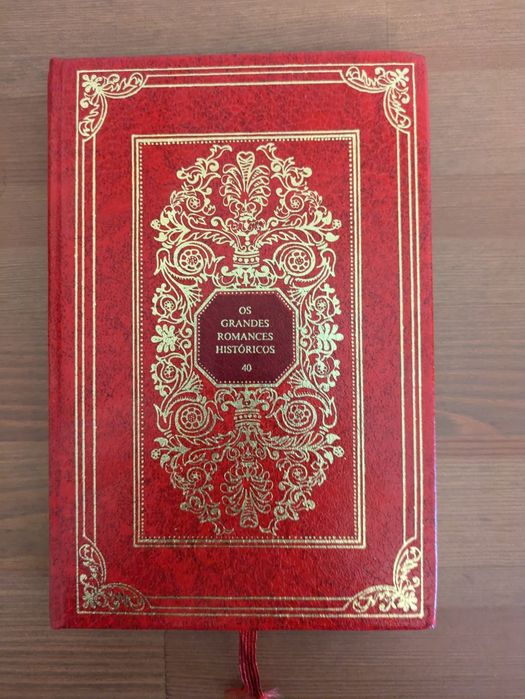 OS
GRANDES
ROMANCES
HISTÓRICOS
40